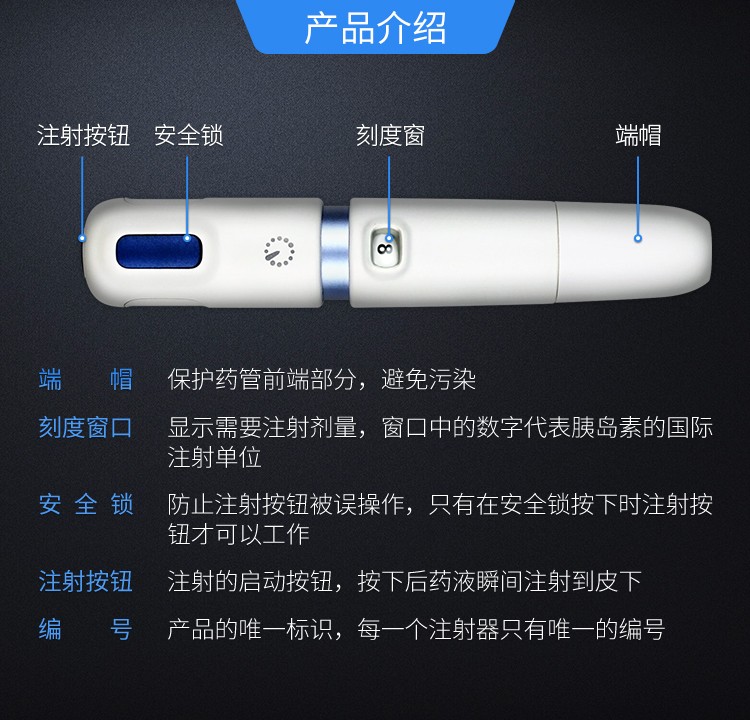 产品介绍
注射按钮 安全锁 刻度窗 端帽
8
端帽 保护药管前端部分，避免污染
刻度窗口 显示需要注射剂量，窗口中的数字代表胰岛素的国际
注射单位
安全锁 防止注射按钮被误操作，只有在安全锁按下时注射按
钮才可以工作
注射按钮 注射的启动按钮，按下后药液瞬间注射到皮下
编号 产品的唯一标识，每一个注射器只有唯一的编号